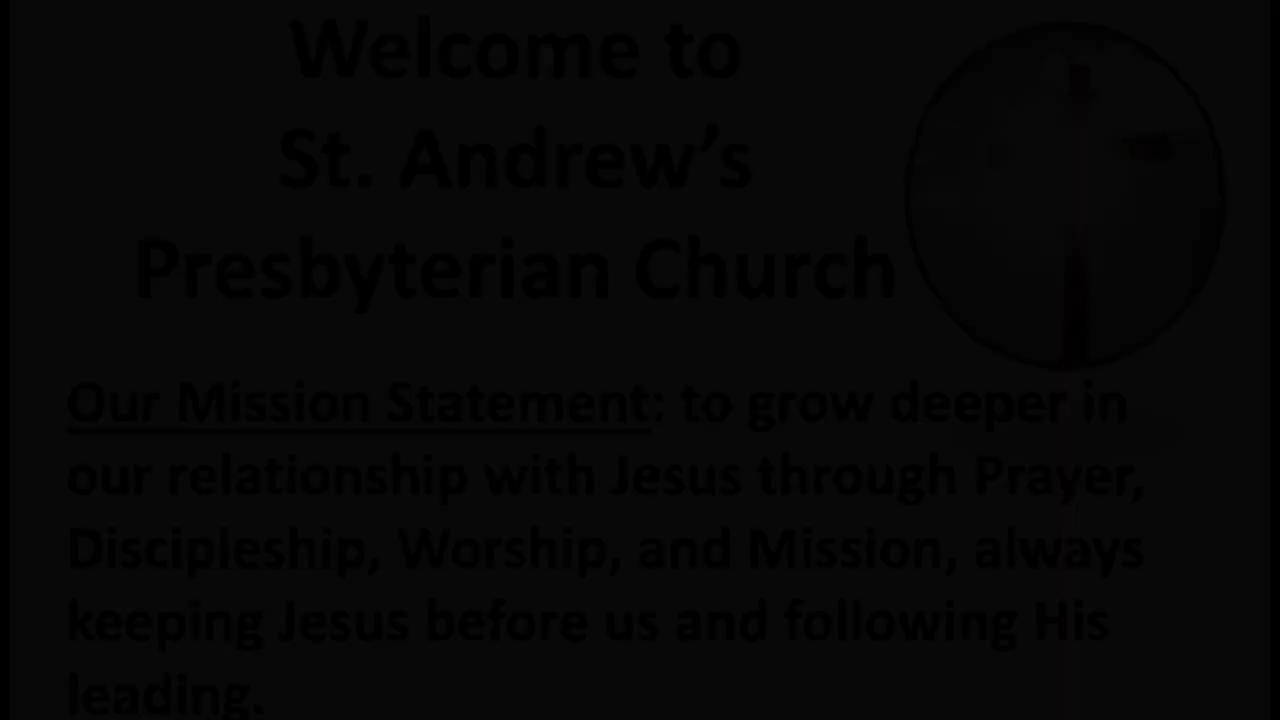 Welcome to
St. Andrew’s
Presbyterian Church
Our Mission Statement: to grow deeper in
our relationship with Jesus through Prayer,
Discipleship, Worship, and Mission, always
keeping Jesus before us and following His
leading.